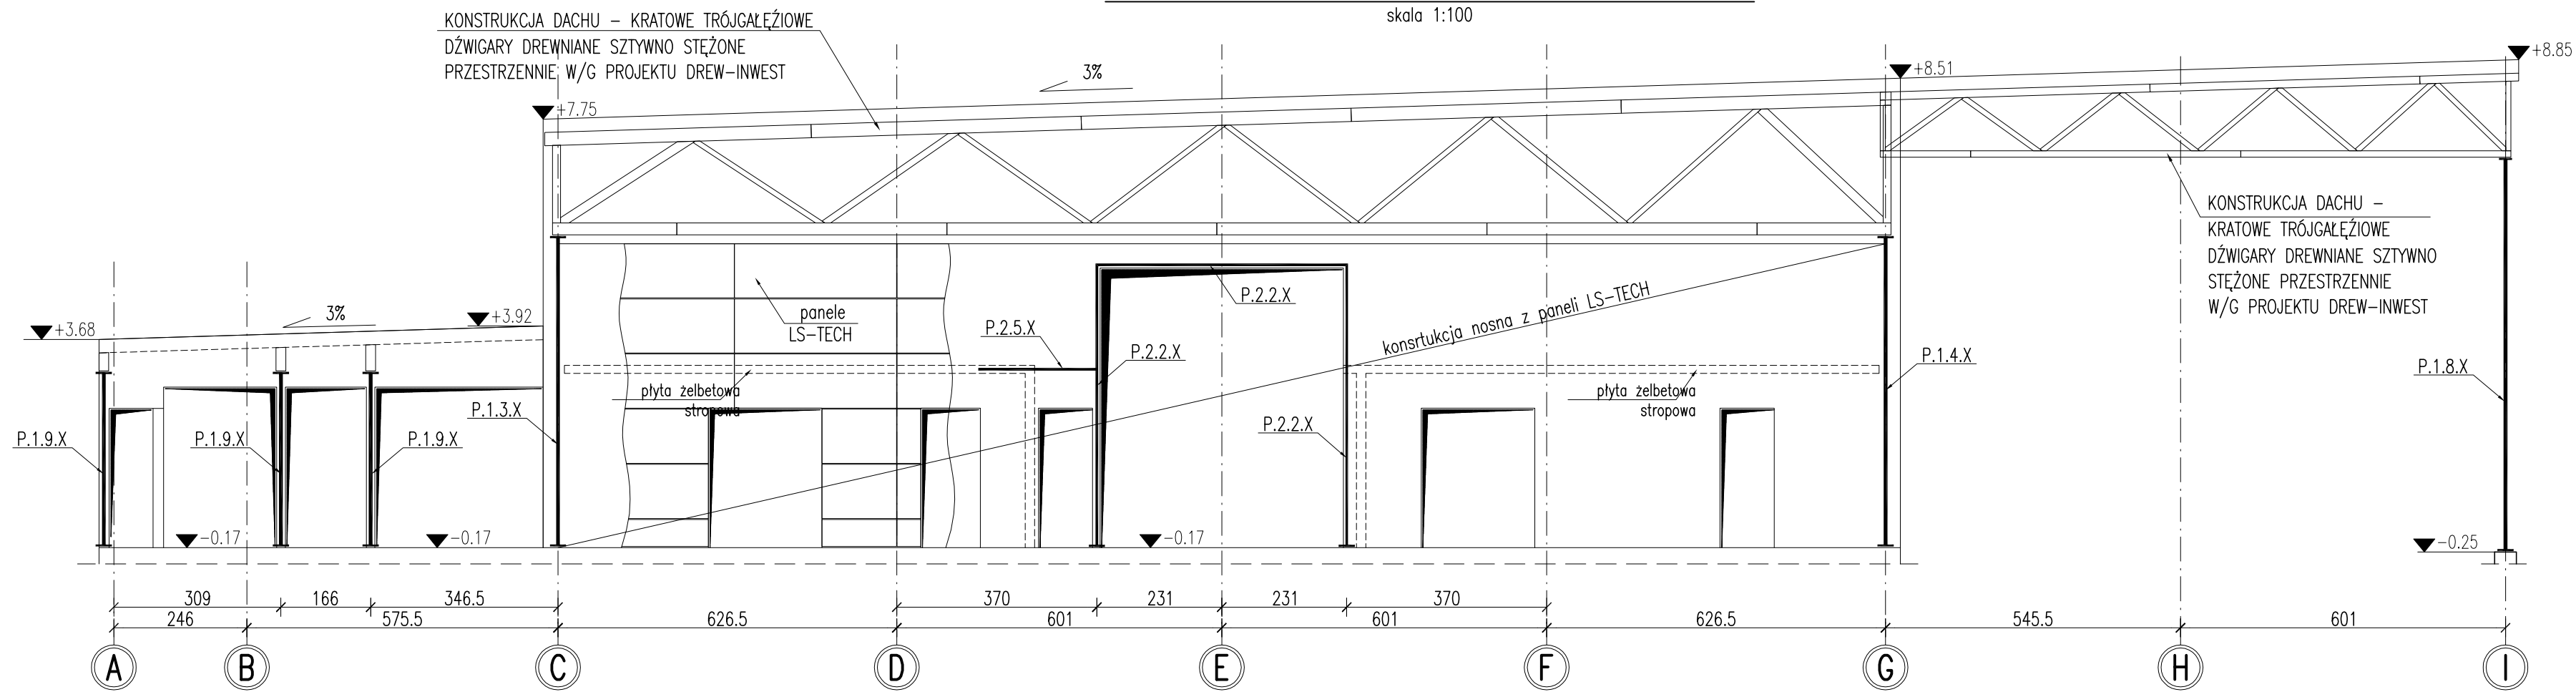 skala 1:100
KONSTRUKCJA DACHU – KRATOWE TRÓJGAŁĘŹIOWE
DŹWIGARY DREWNIANE SZTYWNO STĘŻONE
PRZESTRZENNIE W/G PROJEKTU DREW-INWEST
3%
+7.75
+8.51
+8.85
KONSTRUKCJA DACHU –
KRATOWE TRÓJGAŁĘŹIOWE
DŹWIGARY DREWNIANE SZTYWNO
STĘŻONE PRZESTRZENNIE
W/G PROJEKTU DREW-INWEST
+3.68
3%
+3.92
panele
LS-TECH
P.2.5.X
P.2.2.X
P.2.2.X
konsrtukcja nosna z paneli LS-TECH
P.1.4.X
P.1.8.X
płyta żelbetowa
stropowa
płyta żelbetowa
stropowa
P.1.9.X
P.1.9.X
P.1.9.X
P.1.3.X
P.2.2.X
-0.17
-0.17
-0.17
-0.25
309
166
346.5
370
231
231
370
246
575.5
626.5
601
601
626.5
545.5
601
A
B
C
D
E
F
G
H
I